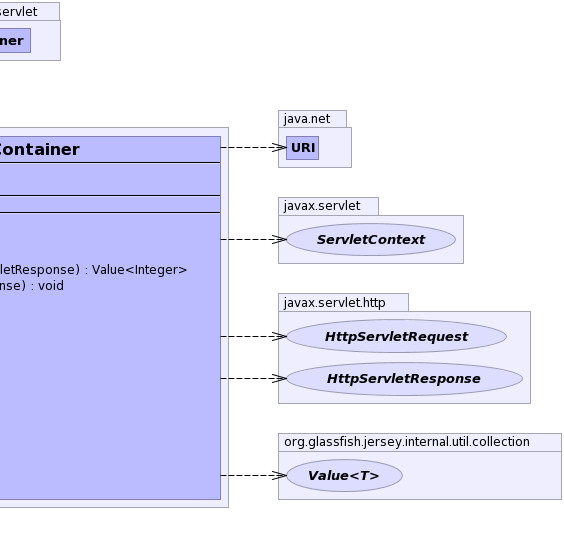 servlet
ner
java.net
URI
Container
javax.servlet
ServletContext
letResponse) : Value<Integer>
nse) : void
javax.servlet.http
HttpServletRequest
HttpServletResponse
org.glassfish.jersey.internal.util.collection
Value<T>